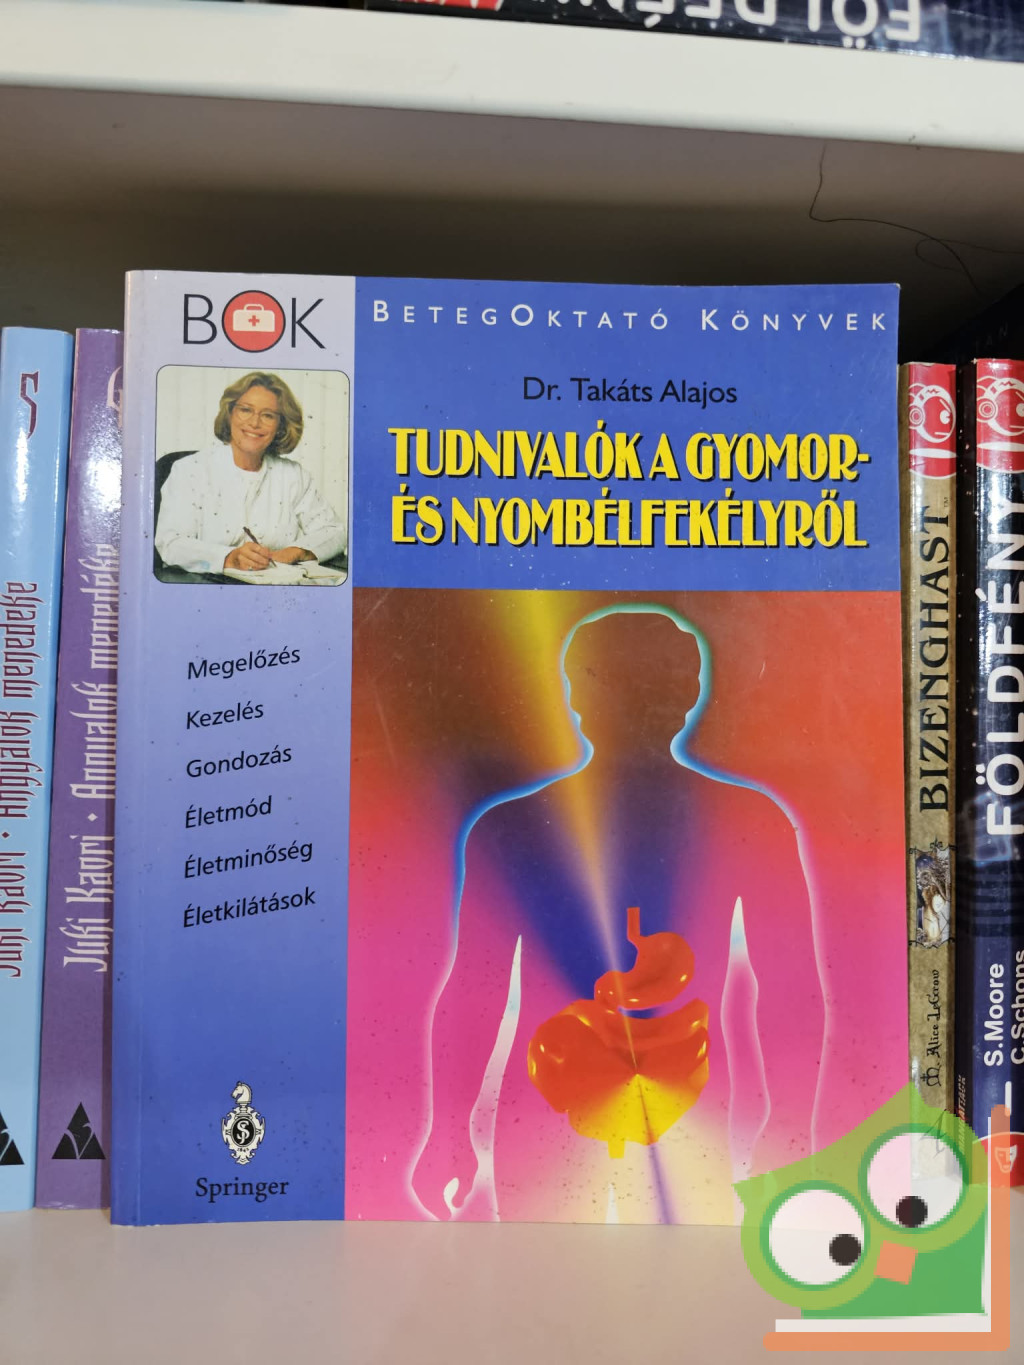 BOK
BETEGOKTATÓ KÖNYVEK
Dr. Takáts Alajos
TUDNIVALÓK A GYOMOR-
ÉS NYOMBÉLFEKÉLYRŐL
Megelőzés
Kezelés
Gondozás
Életmód
Életminőség
Életkilátások
Springer
Juki Kaori · Angyalok menedéke
Juki Kaori · Angyalok menedéke
BIZENGHAST
M. Alice LeGrow
FÖLDFÉNY
S.Moore